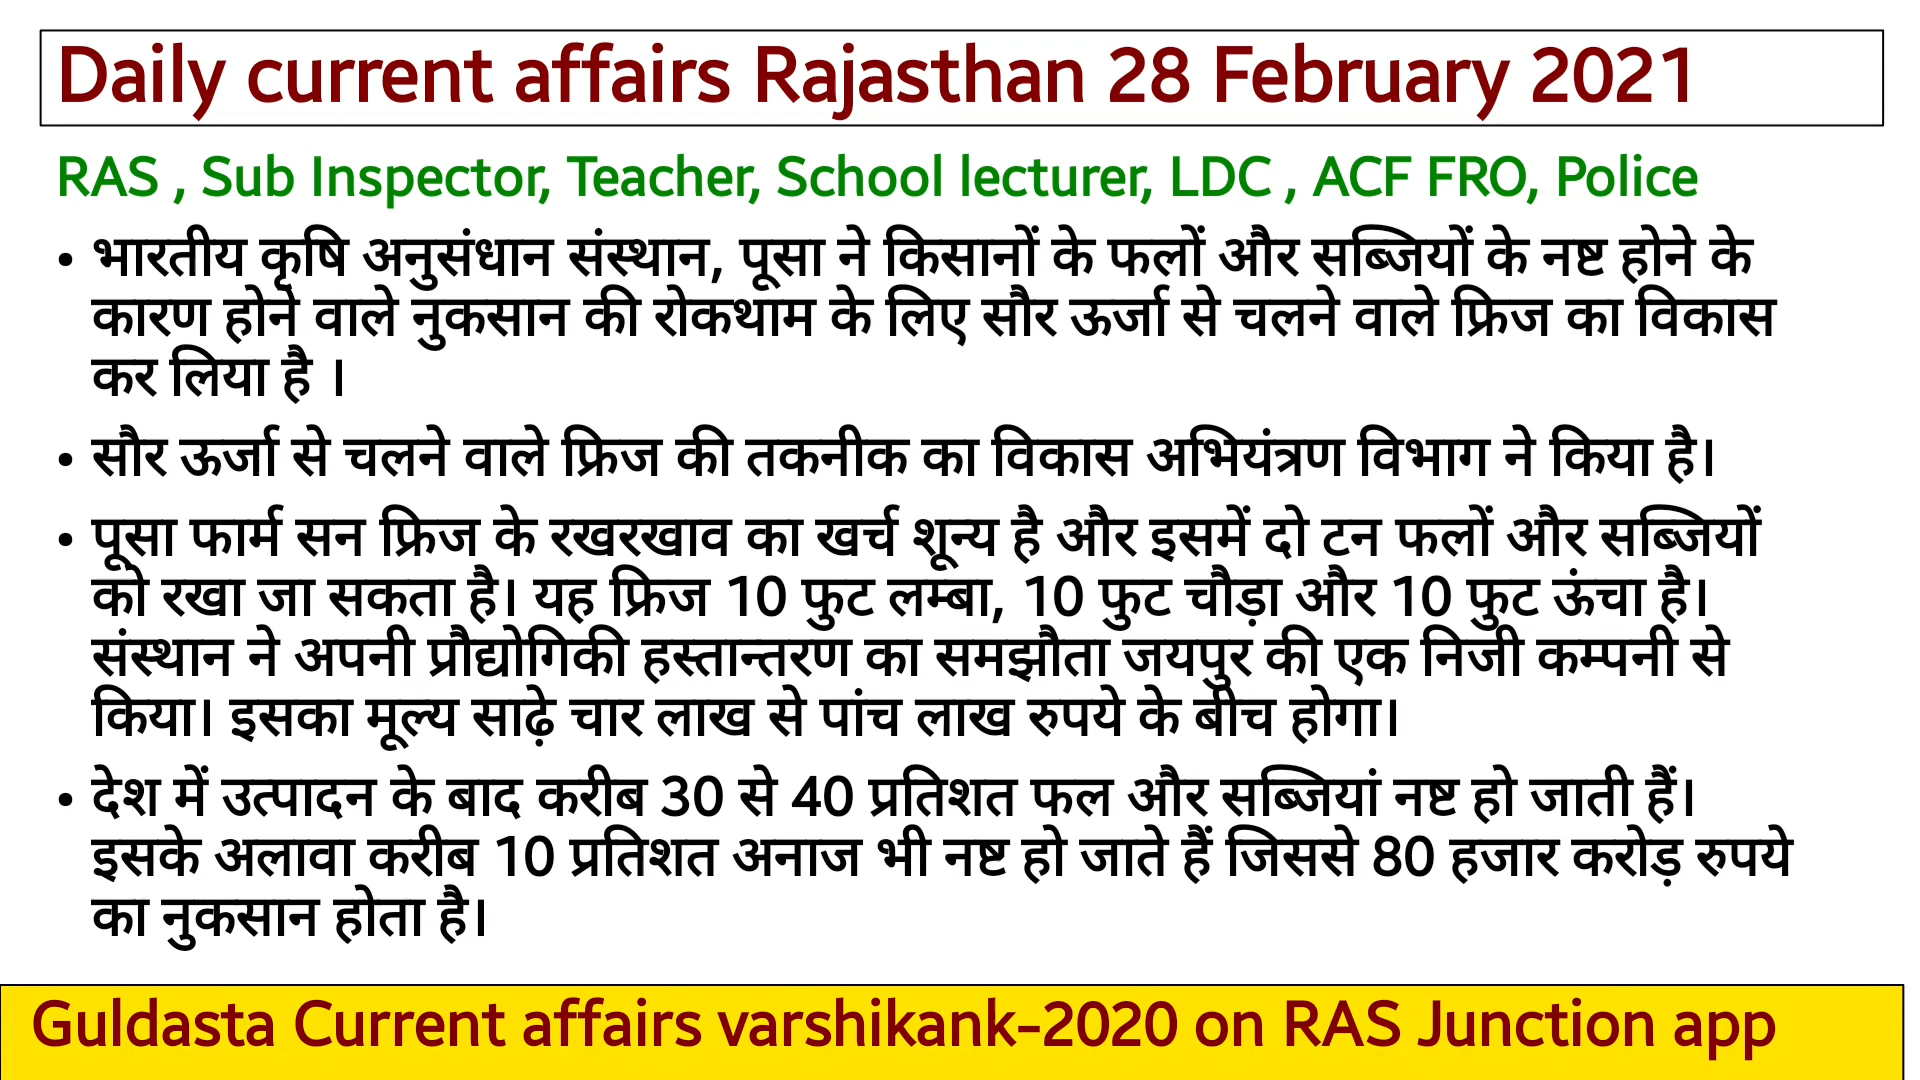 Daily current affairs Rajasthan 28 February 2021
RAS , Sub Inspector, Teacher, School lecturer, LDC , ACF FRO, Police
• भारतीय कृषि अनुसंधान संस्थान, पूसा ने किसानों के फलों और सब्जियों के नष्ट होने के
कारण होने वाले नुकसान की रोकथाम के लिए सौर ऊर्जा से चलने वाले फ्रिज का विकास
कर लिया है ।
• सौर ऊर्जा से चलने वाले फ्रिज की तकनीक का विकास अभियंत्रण विभाग ने किया है।
• पूसा फार्म सन फ्रिज के रखरखाव का खर्च शून्य है और इसमें दो टन फलों और सब्जियों
को रखा जा सकता है। यह फ्रिज 10 फुट लम्बा, 10 फुट चौड़ा और 10 फुट ऊंचा है।
संस्थान ने अपनी प्रौद्योगिकी हस्तान्तरण का समझौता जयपुर की एक निजी कम्पनी से
किया। इसका मूल्य साढ़े चार लाख से पांच लाख रुपये के बीच होगा।
• देश में उत्पादन के बाद करीब 30 से 40 प्रतिशत फल और सब्जियां नष्ट हो जाती हैं।
इसके अलावा करीब 10 प्रतिशत अनाज भी नष्ट हो जाते हैं जिससे 80 हजार करोड़ रुपये
का नुकसान होता है।
Guldasta Current affairs varshikank-2020 on RAS Junction app